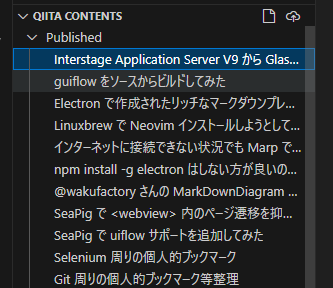 QIITA CONTENTS
Published
Interstage Application Server V9 から Glas...
guiflow をソースからビルドしてみた
Electron で作成されたリッチなマークダウンプレ...
Linuxbrew で Neovim インストールしようとして...
インターネットに接続できない状況でも Marp で...
npm install -g electron はしない方が良いの...
@wakufactory さんの MarkDownDiagram ...
SeaPig で <webview> 内のページ遷移を抑...
SeaPig で uiflow サポートを追加してみた
Selenium 周りの個人的ブックマーク
Git 周りの個人的ブックマーク等整理